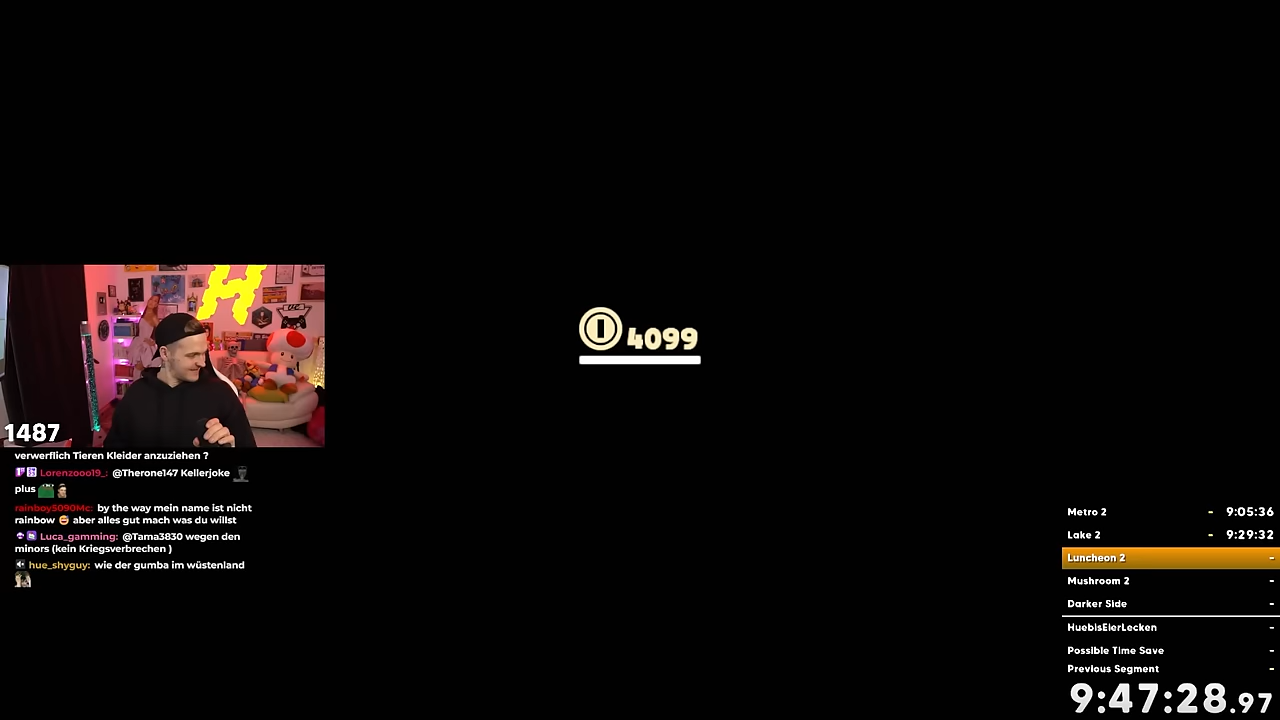 4099
1487
verwerflich Tieren Kleider anzuziehen ?
Lorenzooo19_: @Therone147 Kellerjoke
plus
rainboy5090Mc: by the way mein name ist nicht
rainbow aber alles gut mach was du willst
Luca_gamming: @Tama3830 wegen den
minors (kein Kriegsverbrechen )
hue_shyguy: wie der gumba im wüstenland
Metro 2 - 9:05:36
Lake 2 - 9:29:32
Luncheon 2 -
Mushroom 2 -
Darker Side -
HuebisEierLecken -
Possible Time Save -
Previous Segment -
9:47:28.97